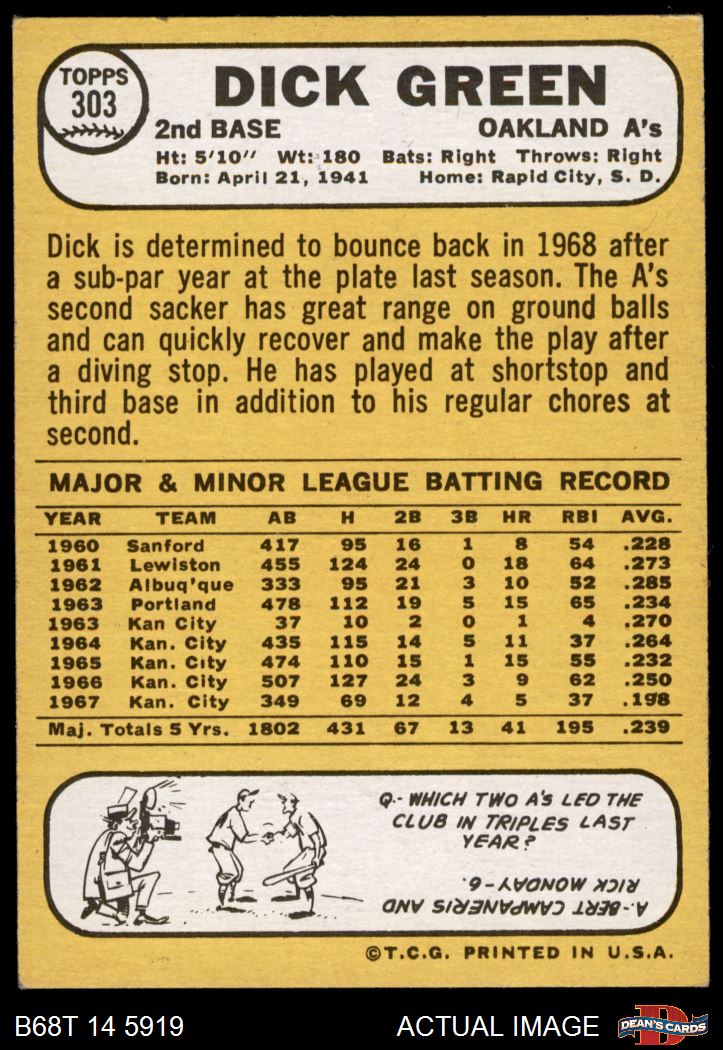 TOPPS
303
DICK GREEN
2nd BASE OAKLAND A's
Ht: 5'10" Wt: 180 Bats: Right Throws: Right
Born: April 21, 1941 Home: Rapid City, S. D.
Dick is determined to bounce back in 1968 after
a sub-par year at the plate last season. The A's
second sacker has great range on ground balls
and can quickly recover and make the play after
a diving stop. He has played at shortstop and
third base in addition to his regular chores at
second.
MAJOR & MINOR LEAGUE BATTING RECORD
YEAR TEAM AB H 2B 3B HR RBI AVG.
1960 Sanford 417 95 16 1 8 54 .228
1961 Lewiston 455 124 24 0 18 64 .273
1962 Albuq'que 333 95 21 3 10 52 .285
1963 Portland 478 112 19 5 15 65 .234
1963 Kan City 37 10 2 0 1 4 .270
1964 Kan. City 435 115 14 5 11 37 .264
1965 Kan. City 474 110 15 1 15 55 .232
1966 Kan. City 507 127 24 3 9 62 .250
1967 Kan. City 349 69 12 4 5 37 .198
Maj. Totals 5 Yrs. 1802 431 67 13 41 195 .239
Q.- WHICH TWO A's LED THE
CLUB IN TRIPLES LAST
YEAR?
A.- BERT CAMPANERIS AND
RICK MONDAY - 6.
©T.C.G. PRINTED IN U.S.A.
B68T 14 5919 ACTUAL IMAGE
D
DEAN'S CARDS